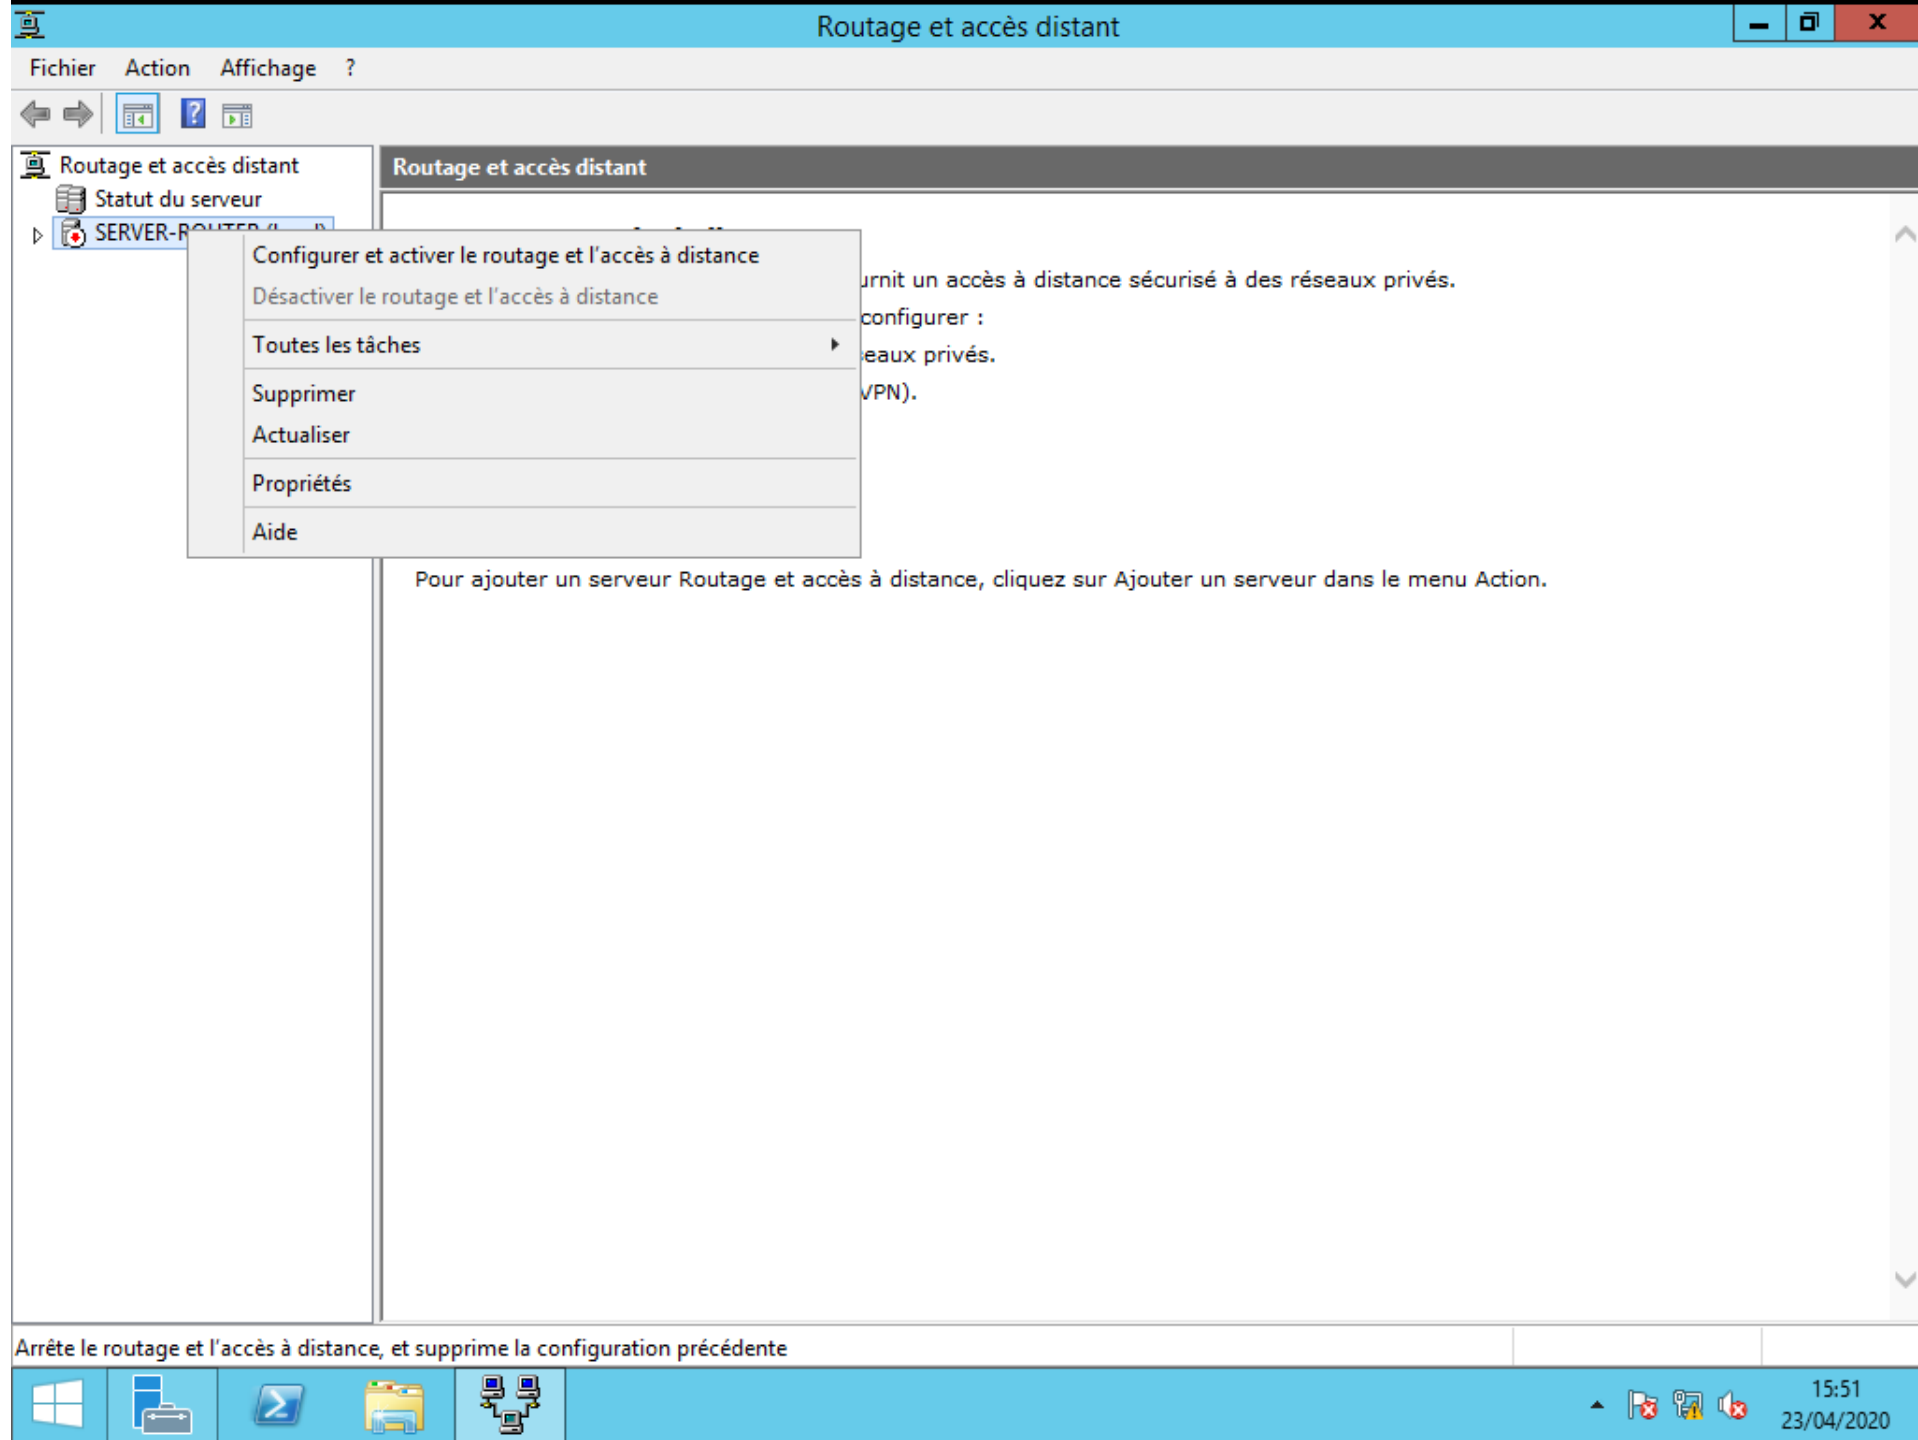 Routage et accès distant
Fichier Action Affichage ?
Routage et accès distant
Statut du serveur
Routage et accès distant
Configurer et activer le routage et l'accès à distance
Désactiver le routage et l'accès à distance
Toutes les tâches
Supprimer
Actualiser
Propriétés
Aide
un accès à distance sécurisé à des réseaux privés.
configurer :
privés.
VPN).
Pour ajouter un serveur Routage et accès à distance, cliquez sur Ajouter un serveur dans le menu Action.
Arrête le routage et l'accès à distance, et supprime la configuration précédente
15:51
23/04/2020